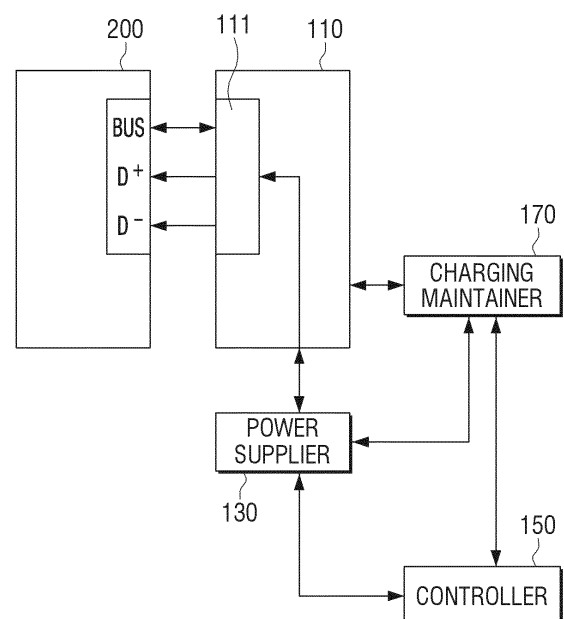 200
111
110
BUS
D+
D-
170
CHARGING
MAINTAINER
POWER
SUPPLIER
130
150
CONTROLLER